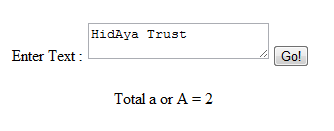 HidAya Trust
Enter Text : Go!
Total a or A = 2